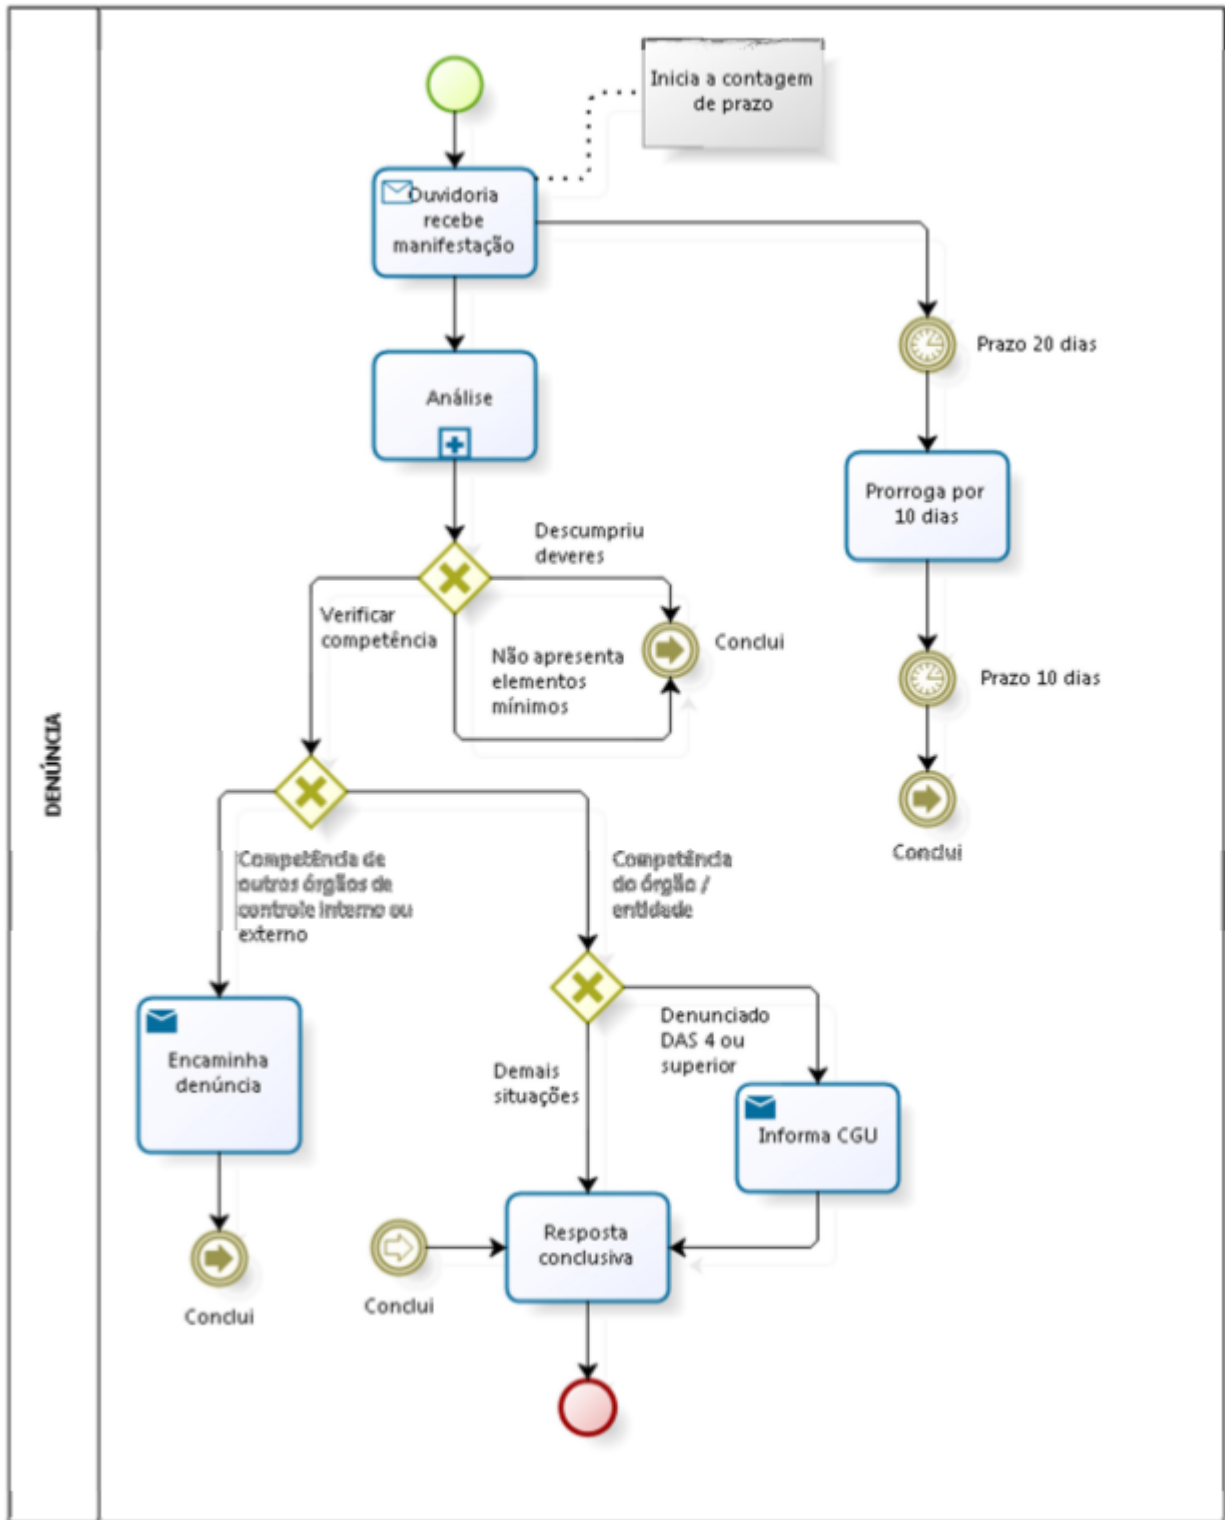 DENÚNCIA
Inicia a contagem
de prazo
Ouvidoria
recebe
manifestação
Prazo 20 dias
Análise
Prorroga por
10 dias
Descumpriu
deveres
Verificar
competência
Não apresenta
elementos
mínimos
Conclui
Prazo 10 dias
Conclui
Competência de
outros órgãos de
controle interno ou
externo
Competência
do órgão /
entidade
Denunciado
DAS 4 ou
superior
Demais
situações
Encaminha
denúncia
Informa CGU
Resposta
conclusiva
Conclui
Conclui